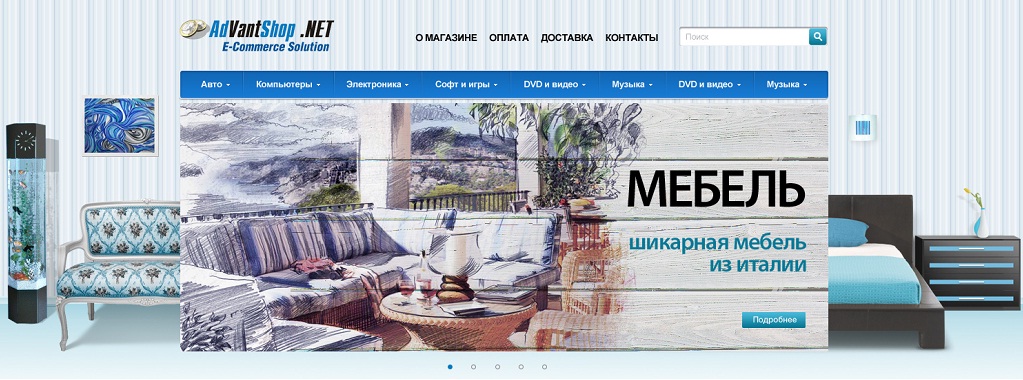 AdVantShop .NET
E-Commerce Solution
О МАГАЗИНЕ ОПЛАТА ДОСТАВКА КОНТАКТЫ
Поиск
Авто Компьютеры Электроника Софт и игры DVD и видео Музыка DVD и видео Музыка
МЕБЕЛЬ
шикарная мебель
из италии
Подробнее